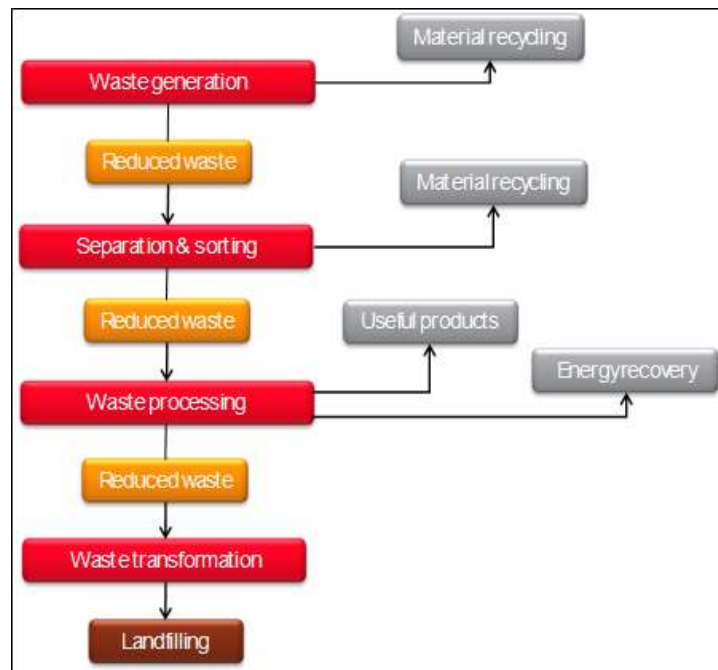 Material recycling
Waste generation
Reduced waste
Material recycling
Separation & sorting
Reduced waste
Useful products
Energy recovery
Waste processing
Reduced waste
Waste transformation
Landfilling